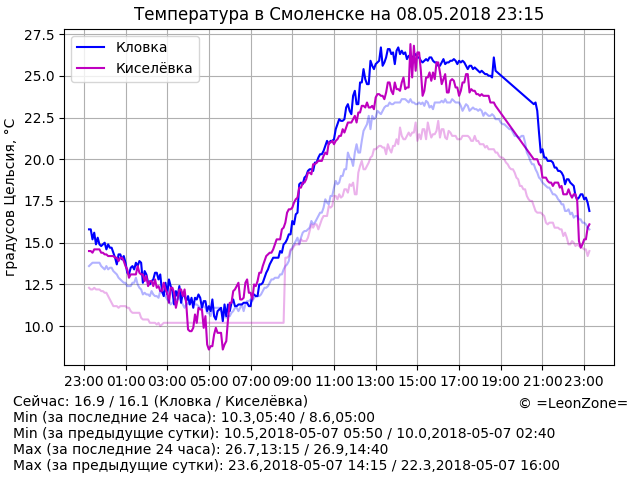 Температура в Смоленске на 08.05.2018 23:15
Кловка
Киселёвка
градусов Цельсия, °C
27.5
25.0
22.5
20.0
17.5
15.0
12.5
10.0
23:00 01:00 03:00 05:00 07:00 09:00 11:00 13:00 15:00 17:00 19:00 21:00 23:00
Сейчас: 16.9 / 16.1 (Кловка / Киселёвка)
© =LeonZone=
Min (за последние 24 часа): 10.3,05:40 / 8.6,05:00
Min (за предыдущие сутки): 10.5,2018-05-07 05:50 / 10.0,2018-05-07 02:40
Max (за последние 24 часа): 26.7,13:15 / 26.9,14:40
Max (за предыдущие сутки): 23.6,2018-05-07 14:15 / 22.3,2018-05-07 16:00